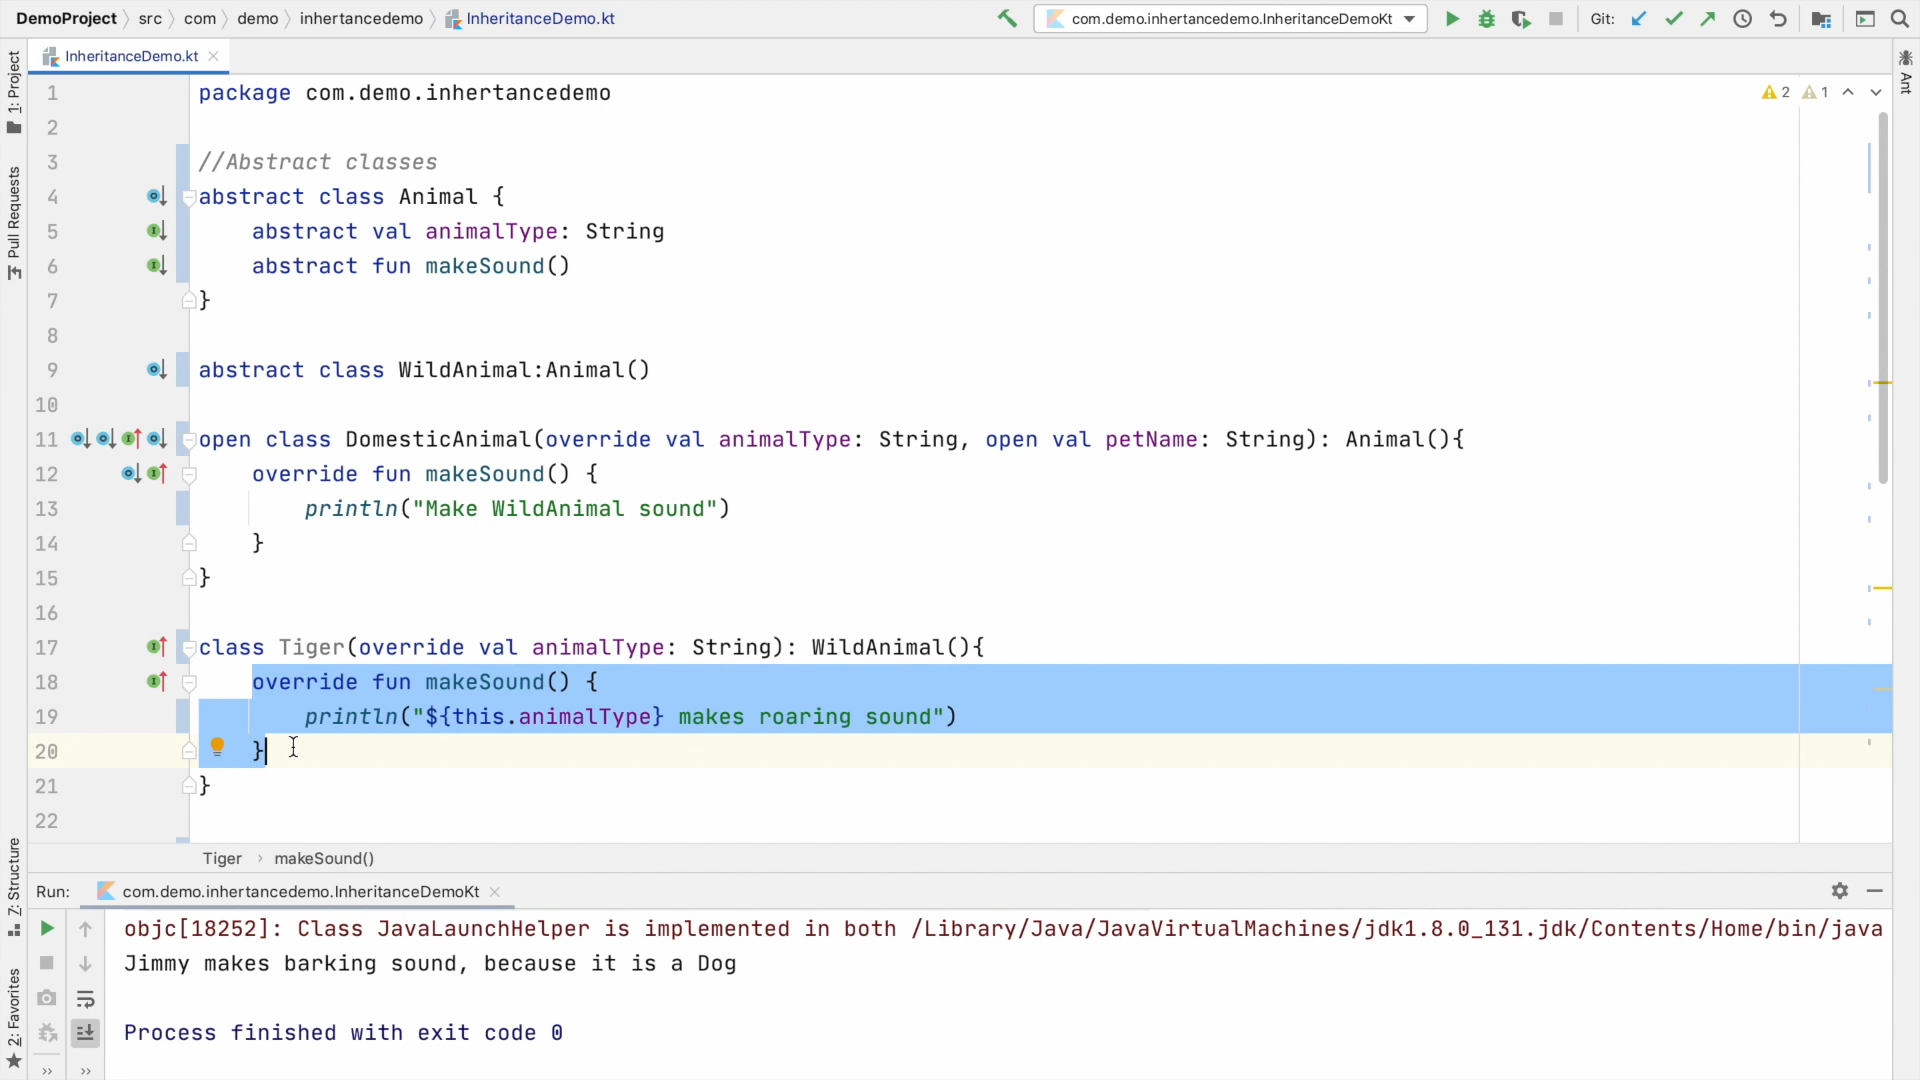 DemoProject src com demo inhertancedemo InheritanceDemo.kt
com.demo.inhertancedemo.InheritanceDemoKt
Git:
InheritanceDemo.kt
1: Project
Pull Requests
Z: Structure
2: Favorites
Ant
2 1
1 package com.demo.inhertancedemo
2
3 //Abstract classes
4 abstract class Animal {
5 abstract val animalType: String
6 abstract fun makeSound()
7 }
8
9 abstract class WildAnimal:Animal()
10
11 open class DomesticAnimal(override val animalType: String, open val petName: String): Animal(){
12 override fun makeSound() {
13 println("Make WildAnimal sound")
14 }
15 }
16
17 class Tiger(override val animalType: String): WildAnimal(){
18 override fun makeSound() {
19 println("${this.animalType} makes roaring sound")
20 }
21 }
22
Tiger › makeSound()
Run: com.demo.inhertancedemo.InheritanceDemoKt
objc[18252]: Class JavaLaunchHelper is implemented in both /Library/Java/JavaVirtualMachines/jdk1.8.0_131.jdk/Contents/Home/bin/java
Jimmy makes barking sound, because it is a Dog
Process finished with exit code 0